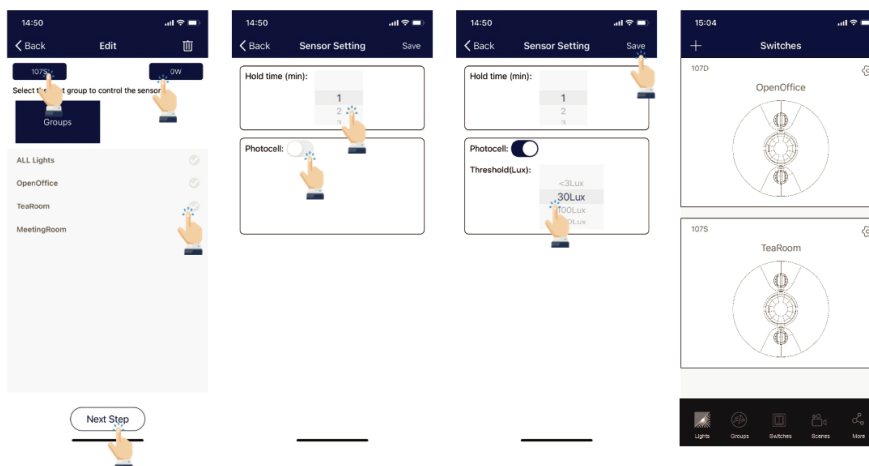 14:50
Back
Edit
107S
0W
Select the group to control the sensor
Groups
ALL Lights
OpenOffice
TeaRoom
MeetingRoom
Next Step
14:50
Back
Sensor Setting
Save
Hold time (min):
1
2
3
Photocell:
14:50
Back
Sensor Setting
Save
Hold time (min):
1
2
3
Photocell:
Threshold(Lux):
<3Lux
30Lux
100Lux
15:04
Switches
107D
OpenOffice
107S
TeaRoom
Lights
Groups
Switches
Scenes
More